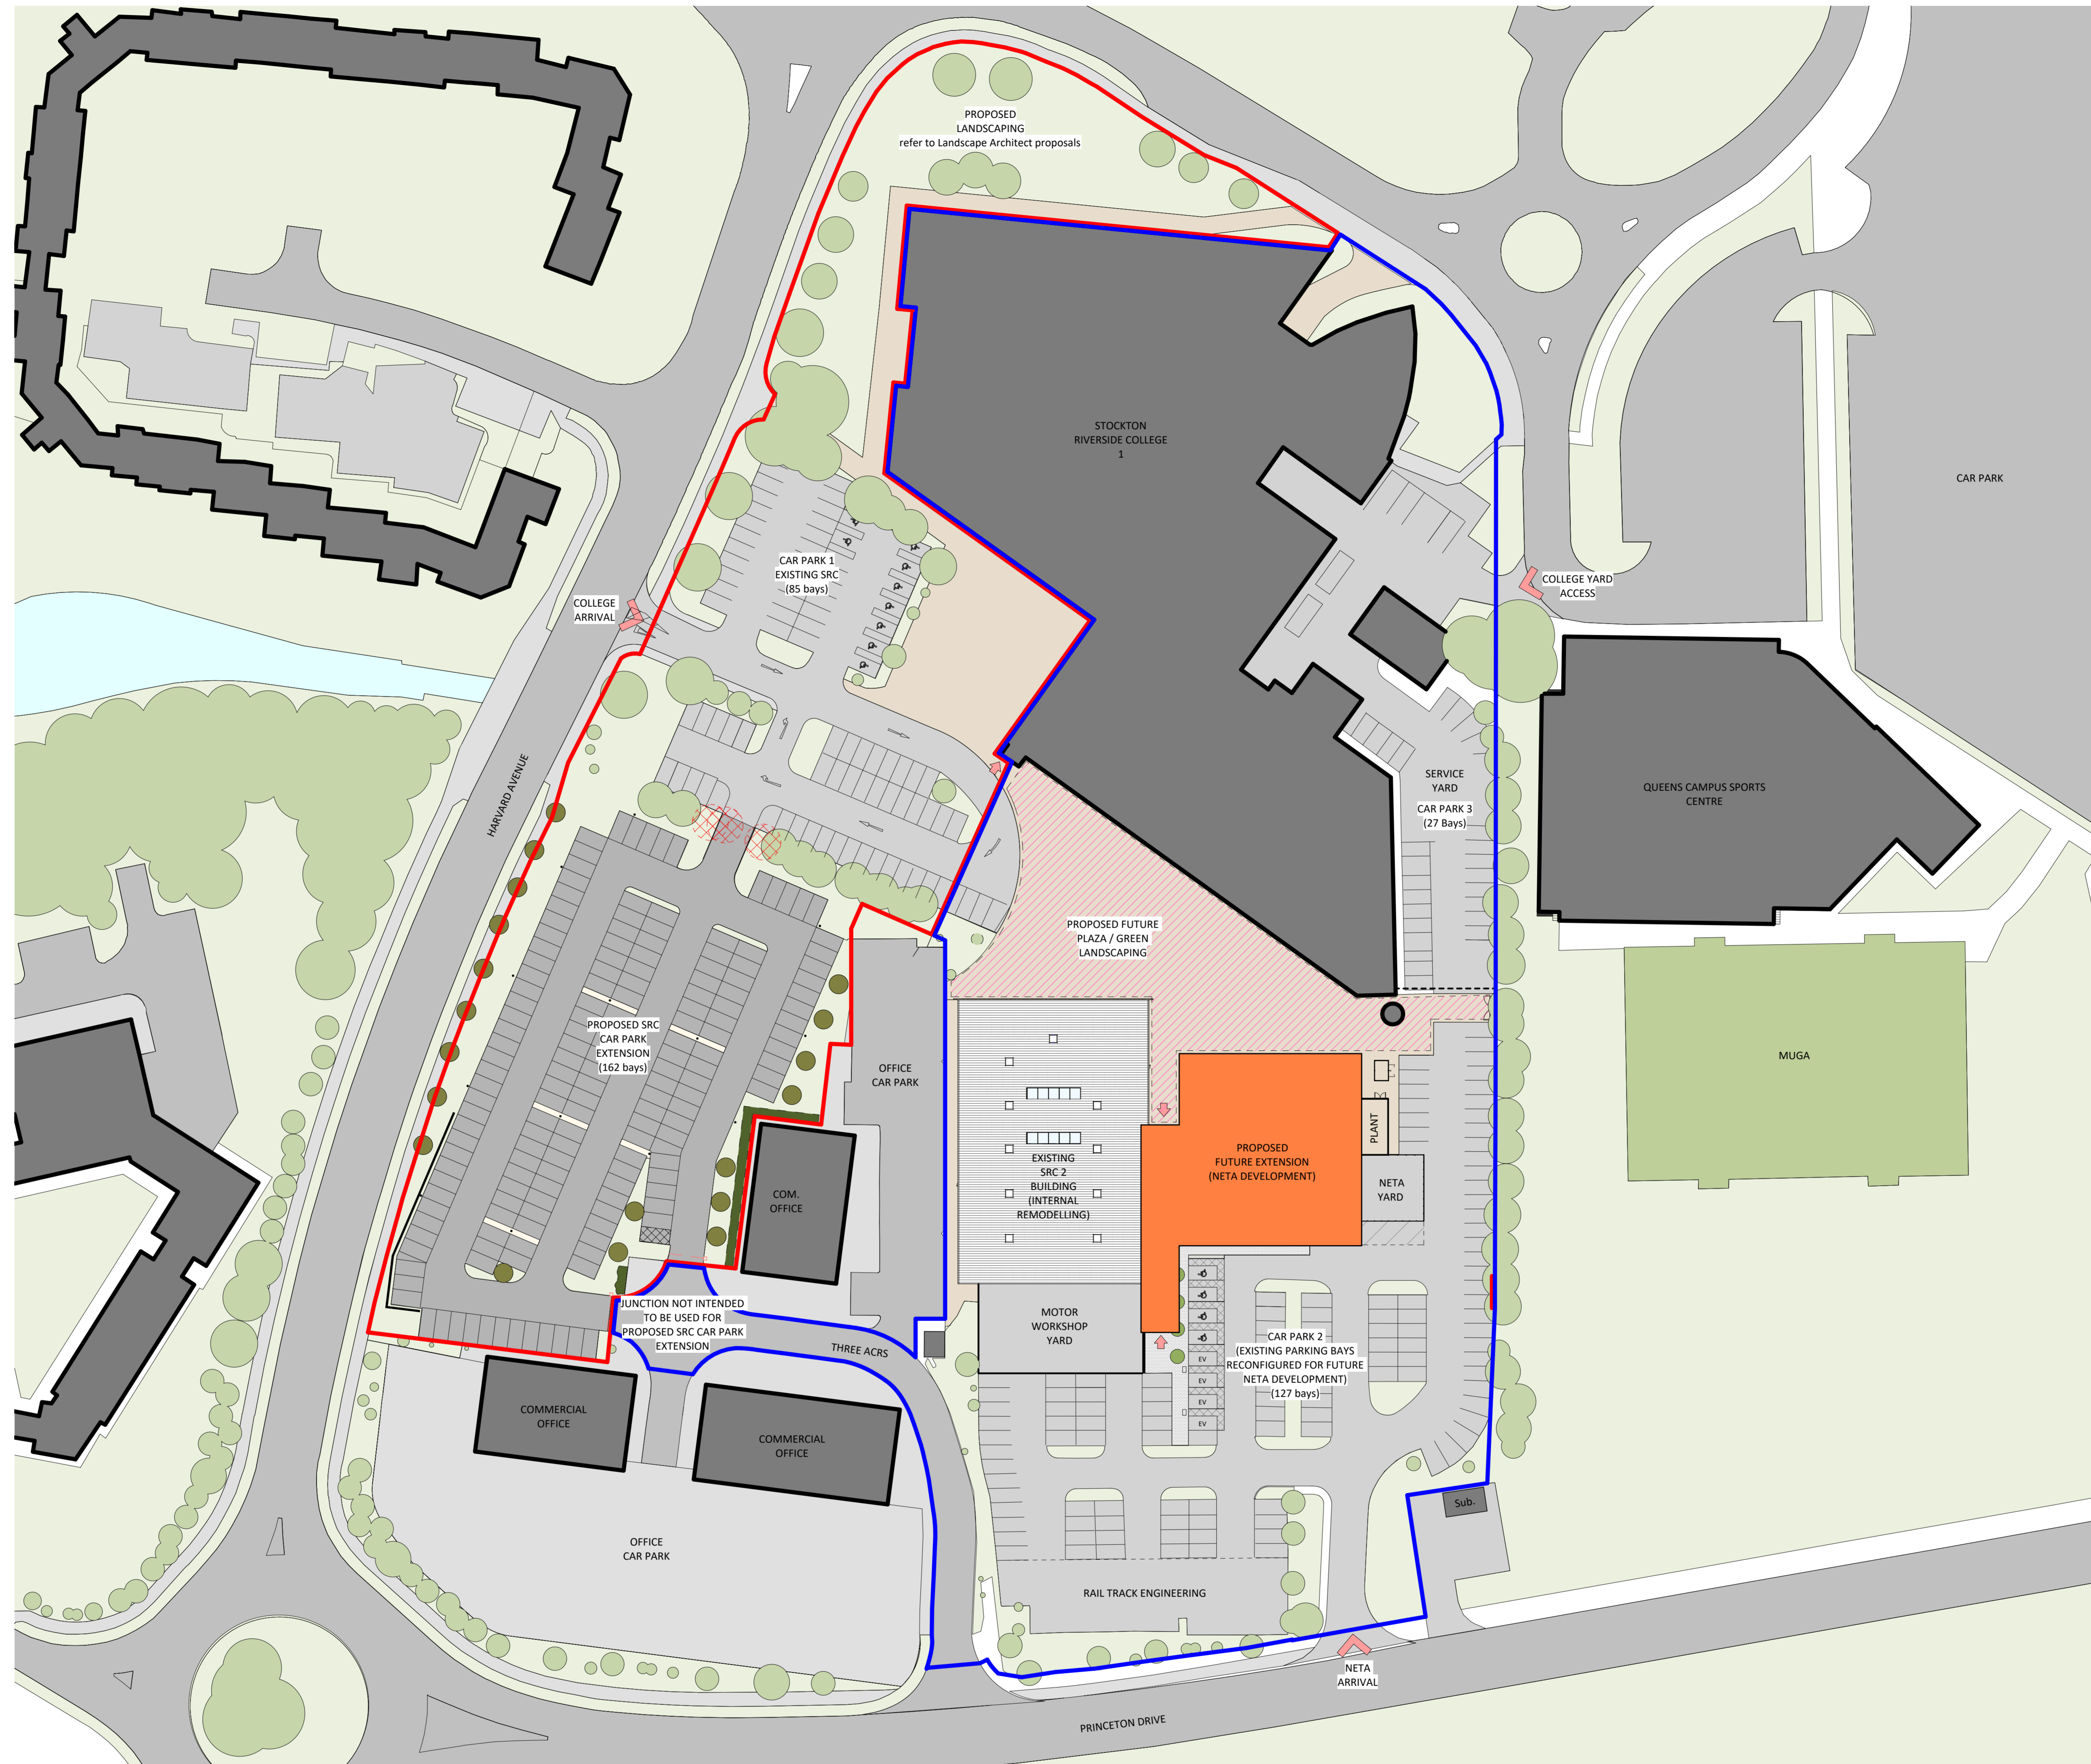 PROPOSED
LANDSCAPING
refer to Landscape Architect proposals
STOCKTON
RIVERSIDE COLLEGE
1
CAR PARK
CAR PARK 1
EXISTING SRC
(85 bays)
COLLEGE
ARRIVAL
COLLEGE YARD
ACCESS
HARVARD AVENUE
SERVICE
YARD
CAR PARK 3
(27 Bays)
QUEENS CAMPUS SPORTS
CENTRE
PROPOSED FUTURE
PLAZA / GREEN
LANDSCAPING
PROPOSED SRC
CAR PARK
EXTENSION
(162 bays)
OFFICE
CAR PARK
MUGA
PLANT
PROPOSED
FUTURE EXTENSION
(NETA DEVELOPMENT)
EXISTING
SRC 2
BUILDING
(INTERNAL
REMODELLING)
NETA
YARD
COM.
OFFICE
JUNCTION NOT INTENDED
TO BE USED FOR
PROPOSED SRC CAR PARK
EXTENSION
THREE ACRS
MOTOR
WORKSHOP
YARD
CAR PARK 2
(EXISTING PARKING BAYS
RECONFIGURED FOR FUTURE
NETA DEVELOPMENT)
(127 bays)
EV
EV
EV
EV
COMMERCIAL
OFFICE
COMMERCIAL
OFFICE
Sub.
OFFICE
CAR PARK
RAIL TRACK ENGINEERING
NETA
ARRIVAL
PRINCETON DRIVE